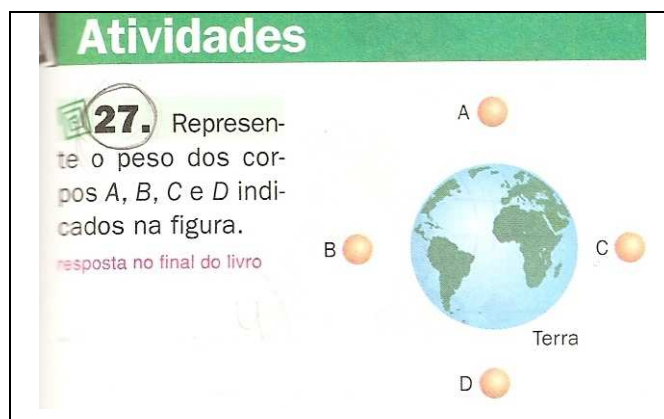 Atividades
27. Represen-
te o peso dos cor-
pos A, B, C e D indi-
cados na figura.
resposta no final do livro
A
B
C
Terra
D